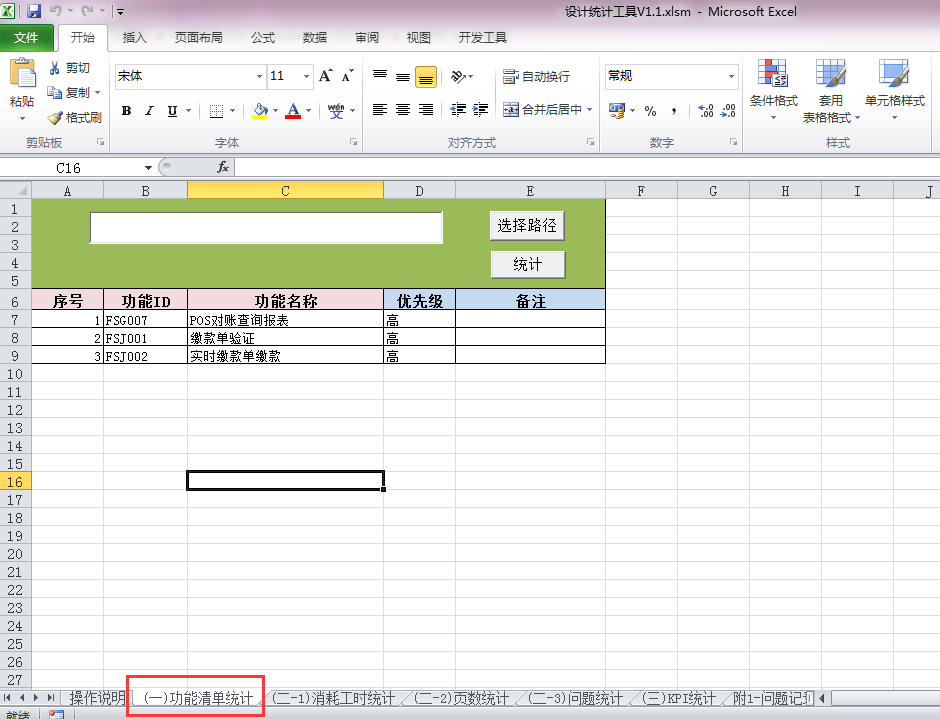 设计统计工具V1.1.xlsm - Microsoft Excel
文件 开始 插入 页面布局 公式 数据 审阅 视图 开发工具
粘贴 剪切 复制 格式刷 剪贴板
宋体 11 A A B I U A wén 文 字体
自动换行 合并后居中 对齐方式
常规 % , .0 .00 .00 .0 数字
条件格式 套用 表格格式 单元格样式 样式
C16 fx
A B C D E F G H I J
1
2 选择路径
3
4 统计
5
6 序号 功能ID 功能名称 优先级 备注
7 1 FSG007 POS对账查询报表 高
8 2 FSJ001 缴款单验证 高
9 3 FSJ002 实时缴款单缴款 高
10
11
12
13
14
15
16
17
18
19
20
21
22
23
24
25
26
27
操作说明 (一)功能清单统计 (二-1)消耗工时统计 (二-2)页数统计 (二-3)问题统计 (三)KPI统计 附1-问题记
就绪